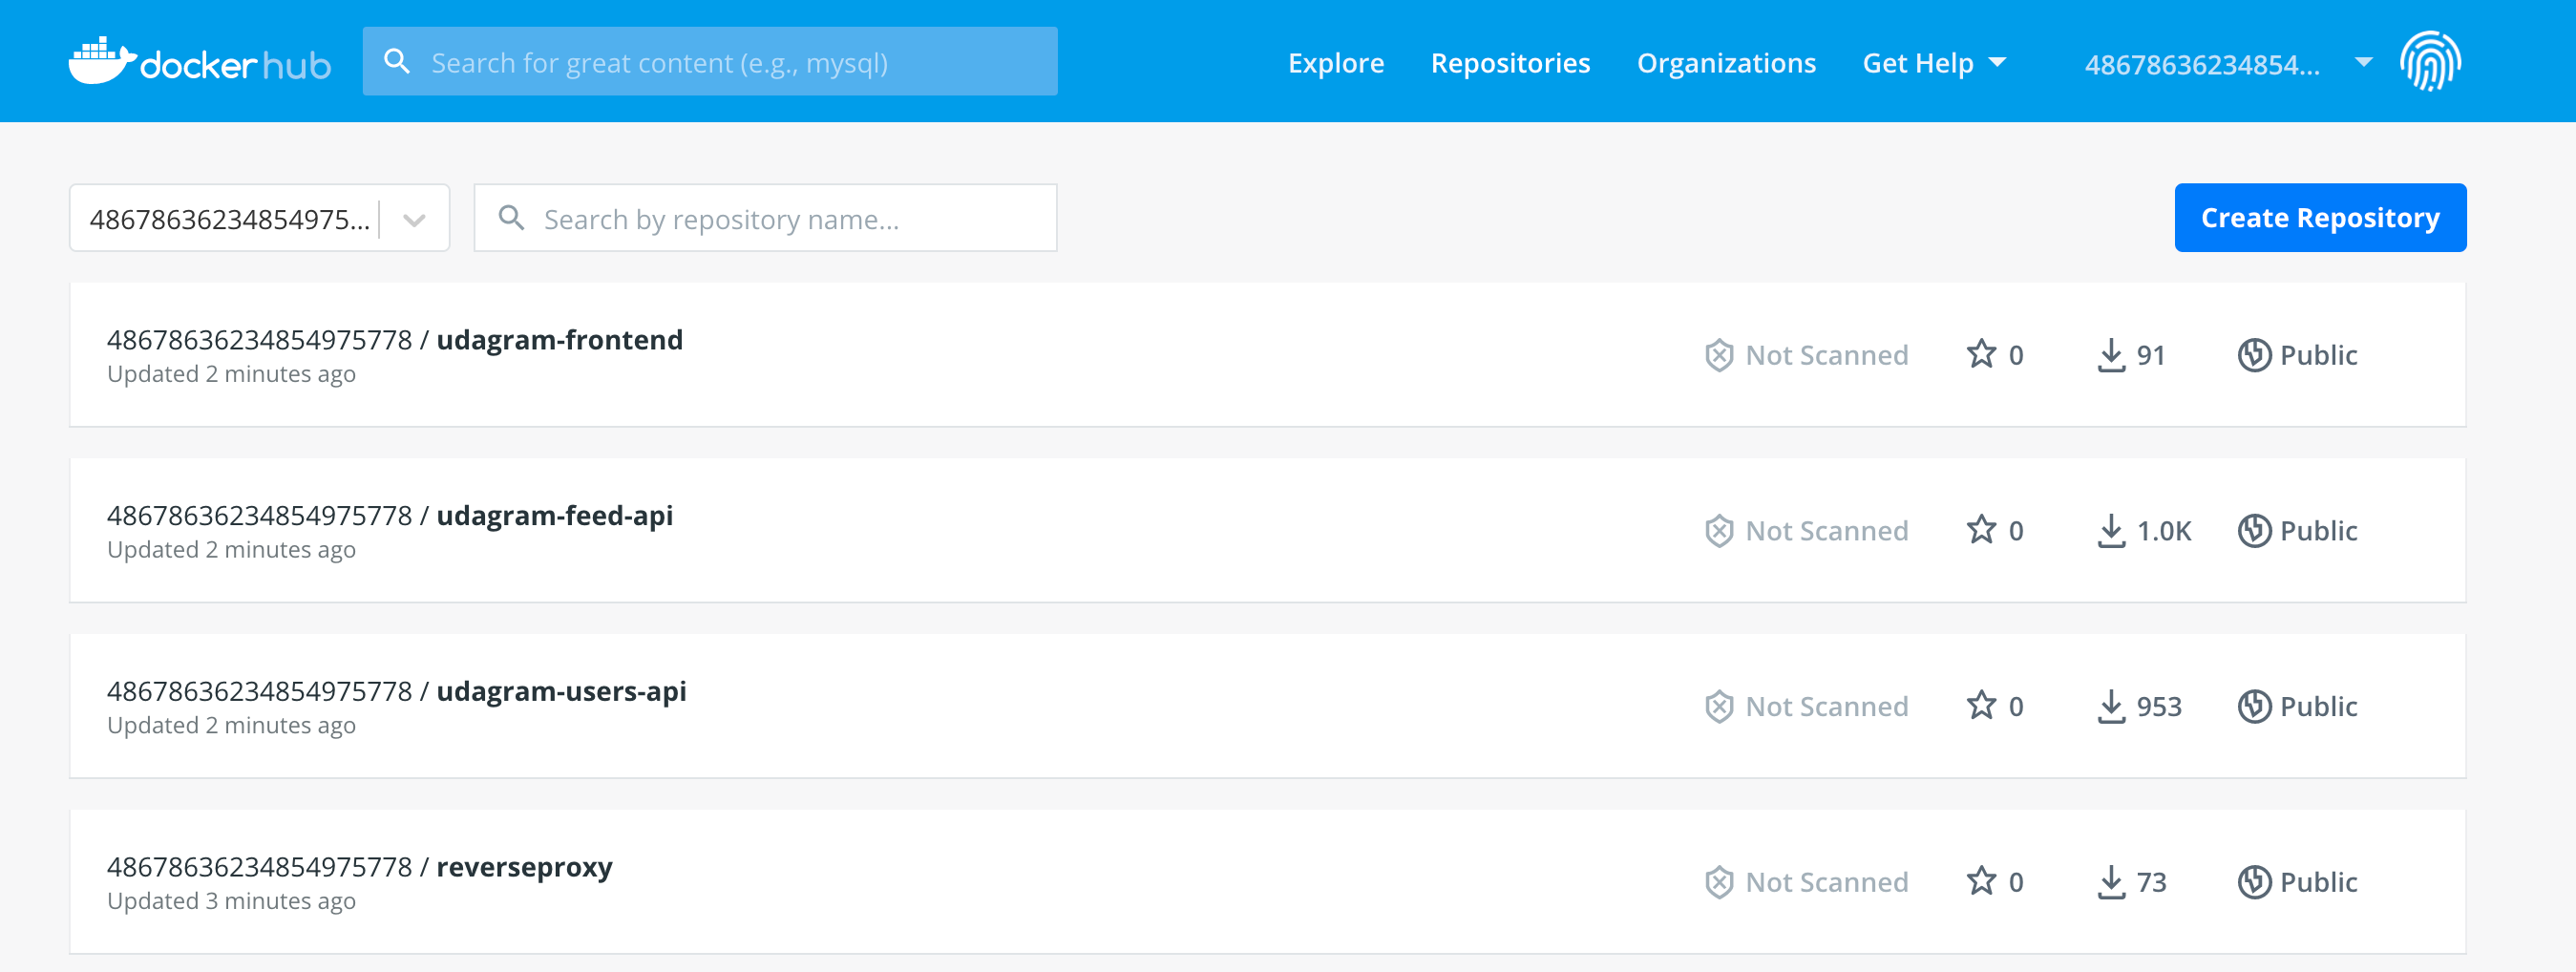 dockerhub
Search for great content (e.g., mysql)
Explore Repositories Organizations Get Help 48678636234854...
48678636234854975... Search by repository name... Create Repository
48678636234854975778 / udagram-frontend
Updated 2 minutes ago
Not Scanned 0 91 Public
48678636234854975778 / udagram-feed-api
Updated 2 minutes ago
Not Scanned 0 1.0K Public
48678636234854975778 / udagram-users-api
Updated 2 minutes ago
Not Scanned 0 953 Public
48678636234854975778 / reverseproxy
Updated 3 minutes ago
Not Scanned 0 73 Public